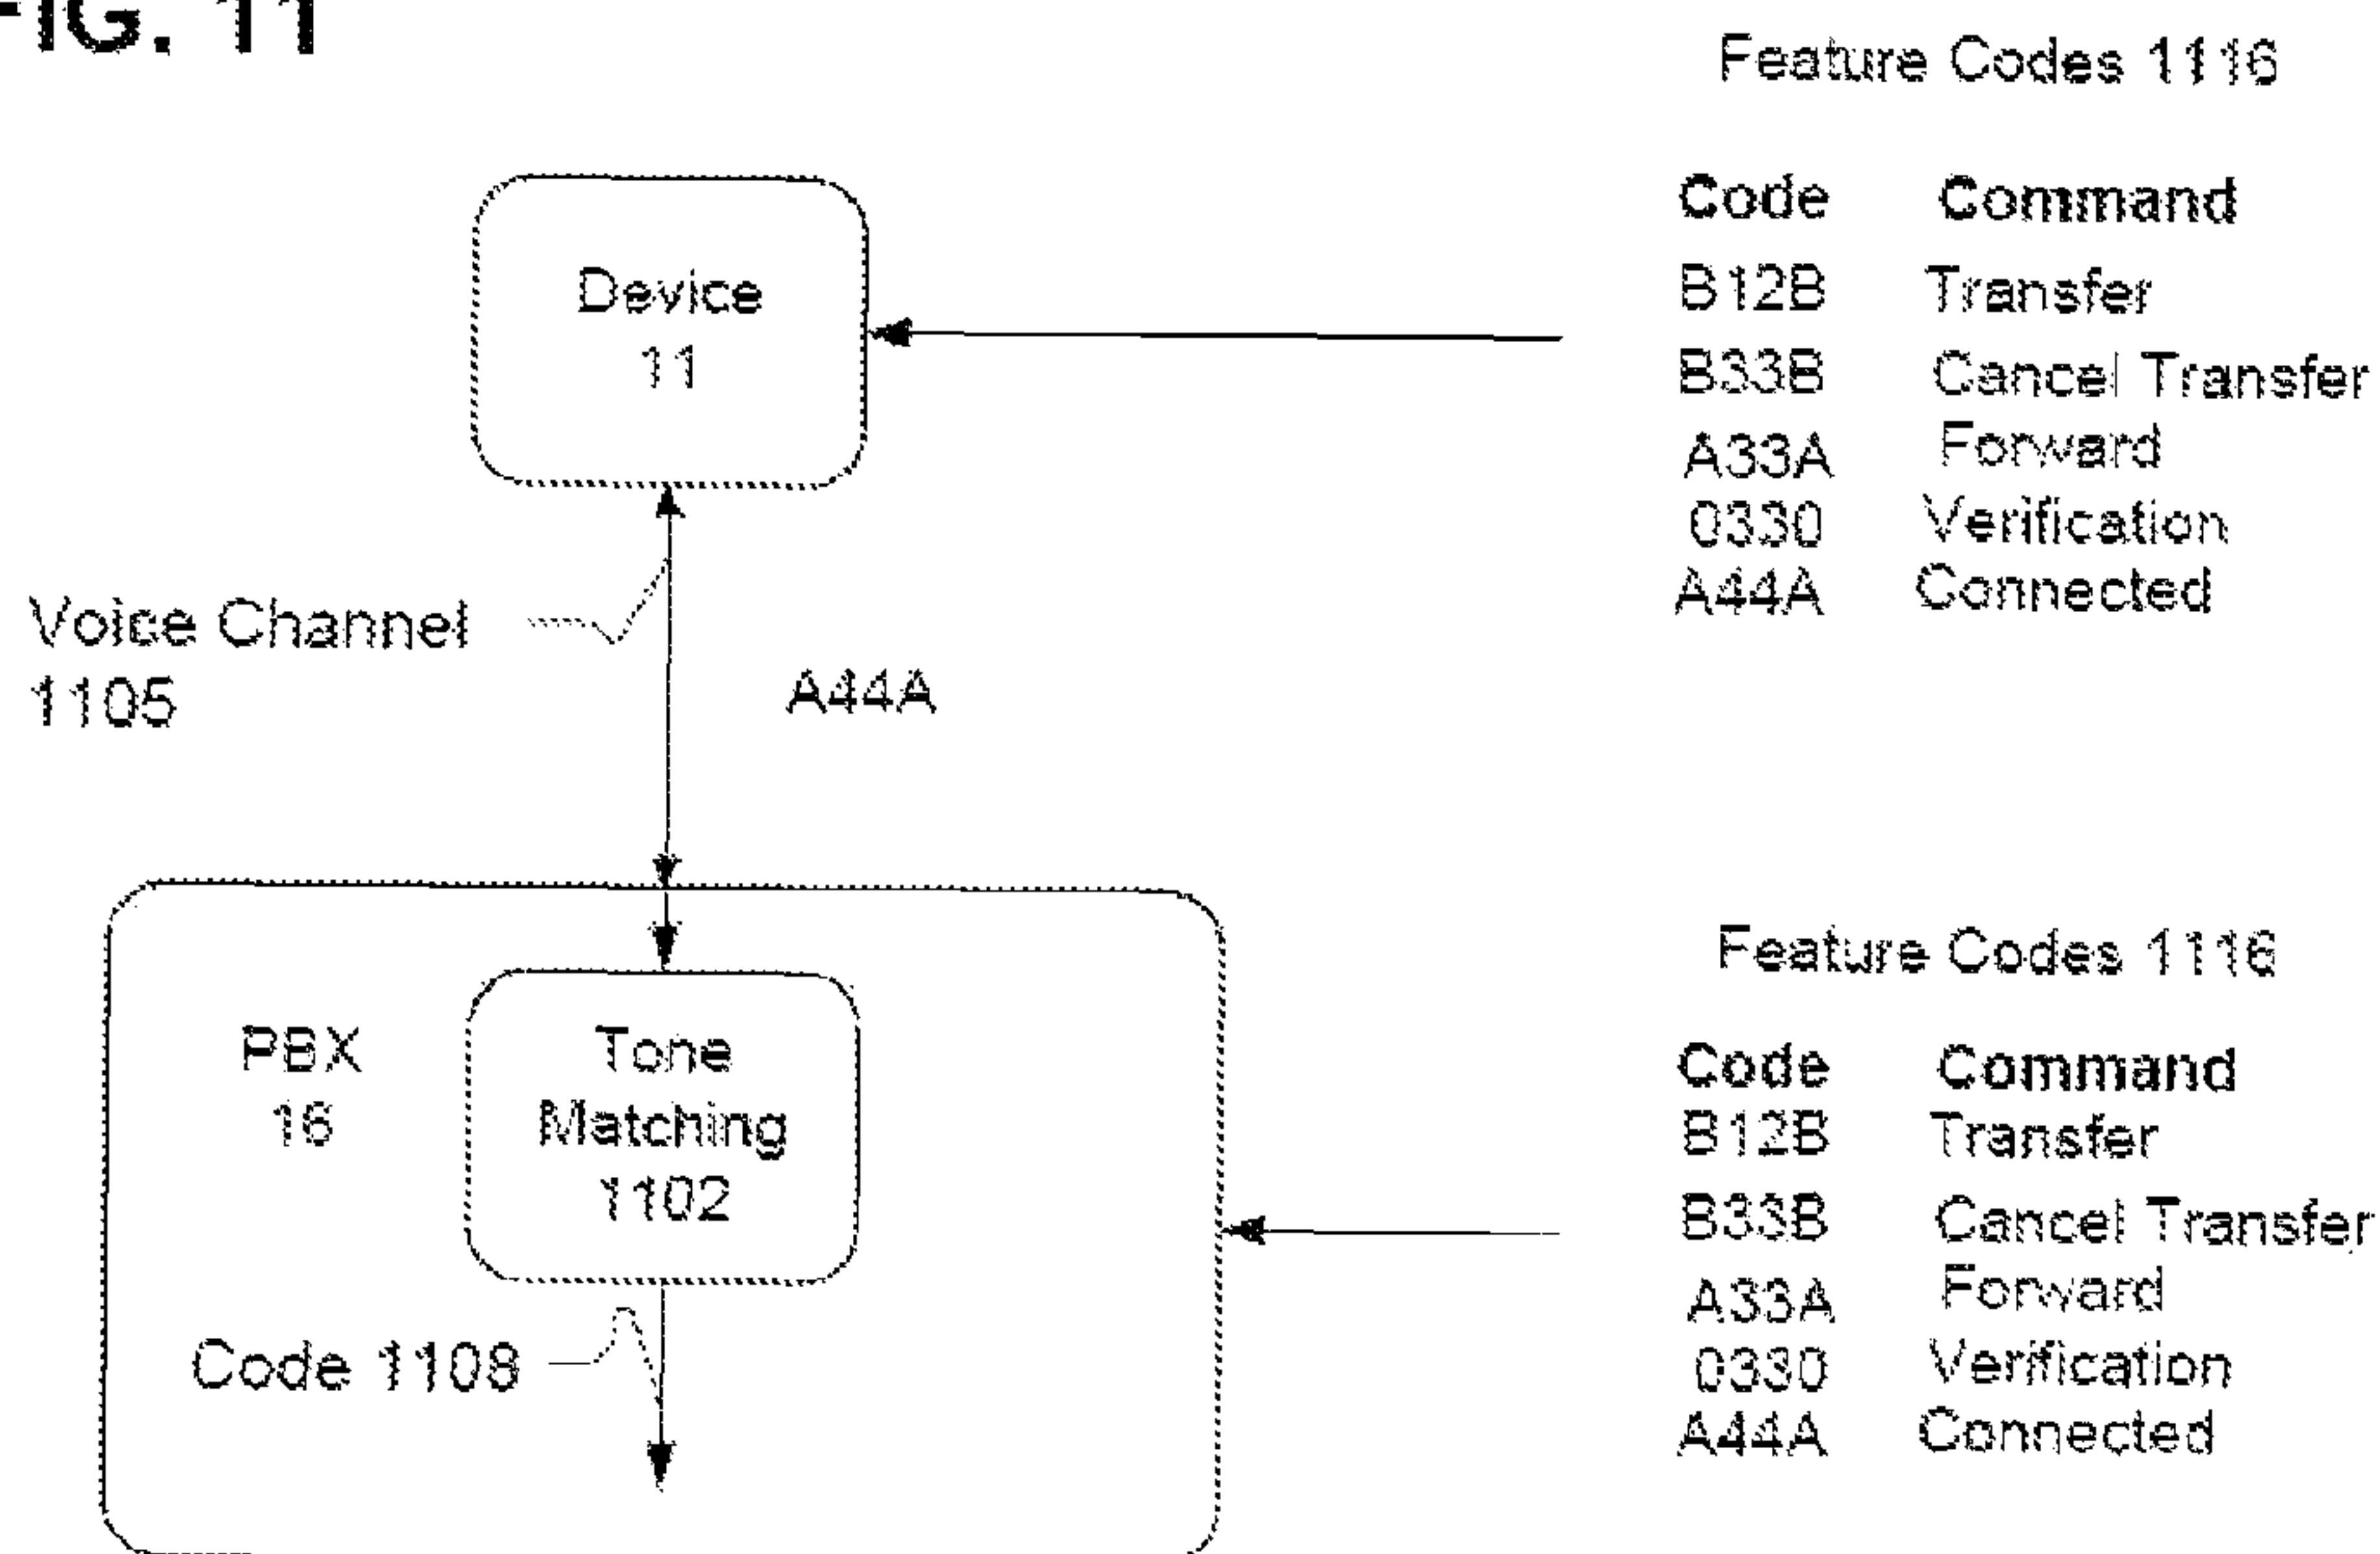 FIG. 11
Feature Codes 1116
Code Command
B12B Transfer
B33B Cancel Transfer
A33A Forward
0330 Verification
A44A Connected
Device
11
Voice Channel
1105
A44A
PBX
16
Tone
Matching
1102
Code 1108
Feature Codes 1116
Code Command
B12B Transfer
B33B Cancel Transfer
A33A Forward
0330 Verification
A44A Connected